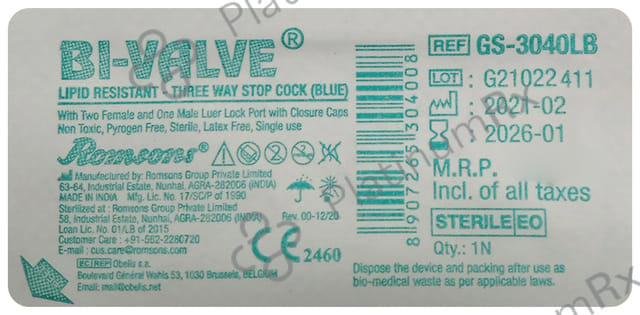 BI-VALVE®
LIPID RESISTANT - THREE WAY STOP COCK (BLUE)
With Two Female and One Male Luer Lock Port with Closure Caps
Non Toxic, Pyrogen Free, Sterile, Latex Free, Single use
Romsons®
Manufactured by: Romsons Group Private Limited
63-64, Industrial Estate, Nunhai, AGRA-282006 (INDIA)
MADE IN INDIA Mfg. Lic. No. 17/SC/P of 1990
Sterilized at : Romsons Group Private Limited
58, Industrial Estate, Nunhai, AGRA-282006 (INDIA)
Loan Lic. No. 01/LB of 2015
Customer Care : +91-562-2280720
E-mail : cus.care@romsons.com
Rev. 00-12/20
CE 2460
EC REP Obelis s.a.
Boulevard Général Wahis 53, 1030 Brussels, BELGIUM
Email: mail@obelis.net
8907265304008
REF GS-3040LB
LOT : G21022411
: 2021-02
: 2026-01
M.R.P.
Incl. of all taxes
STERILE EO
Qty.: 1N
Dispose the device and packing after use as
bio-medical waste as per applicable laws.
PlatinumRx
PlatinumRx